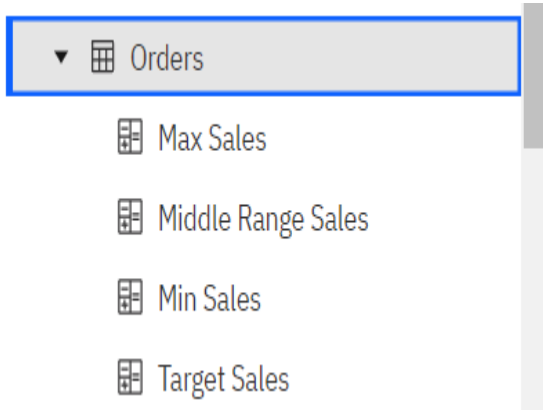 Orders
Max Sales
Middle Range Sales
Min Sales
Target Sales